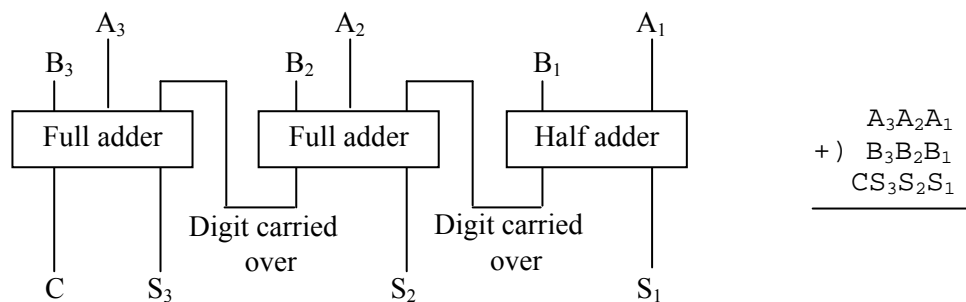 A₃ A₂ A₁
B₃ B₂ B₁
Full adder Full adder Half adder
Digit carried over
Digit carried over
C S₃ S₂ S₁
A₃A₂A₁
+) B₃B₂B₁
CS₃S₂S₁